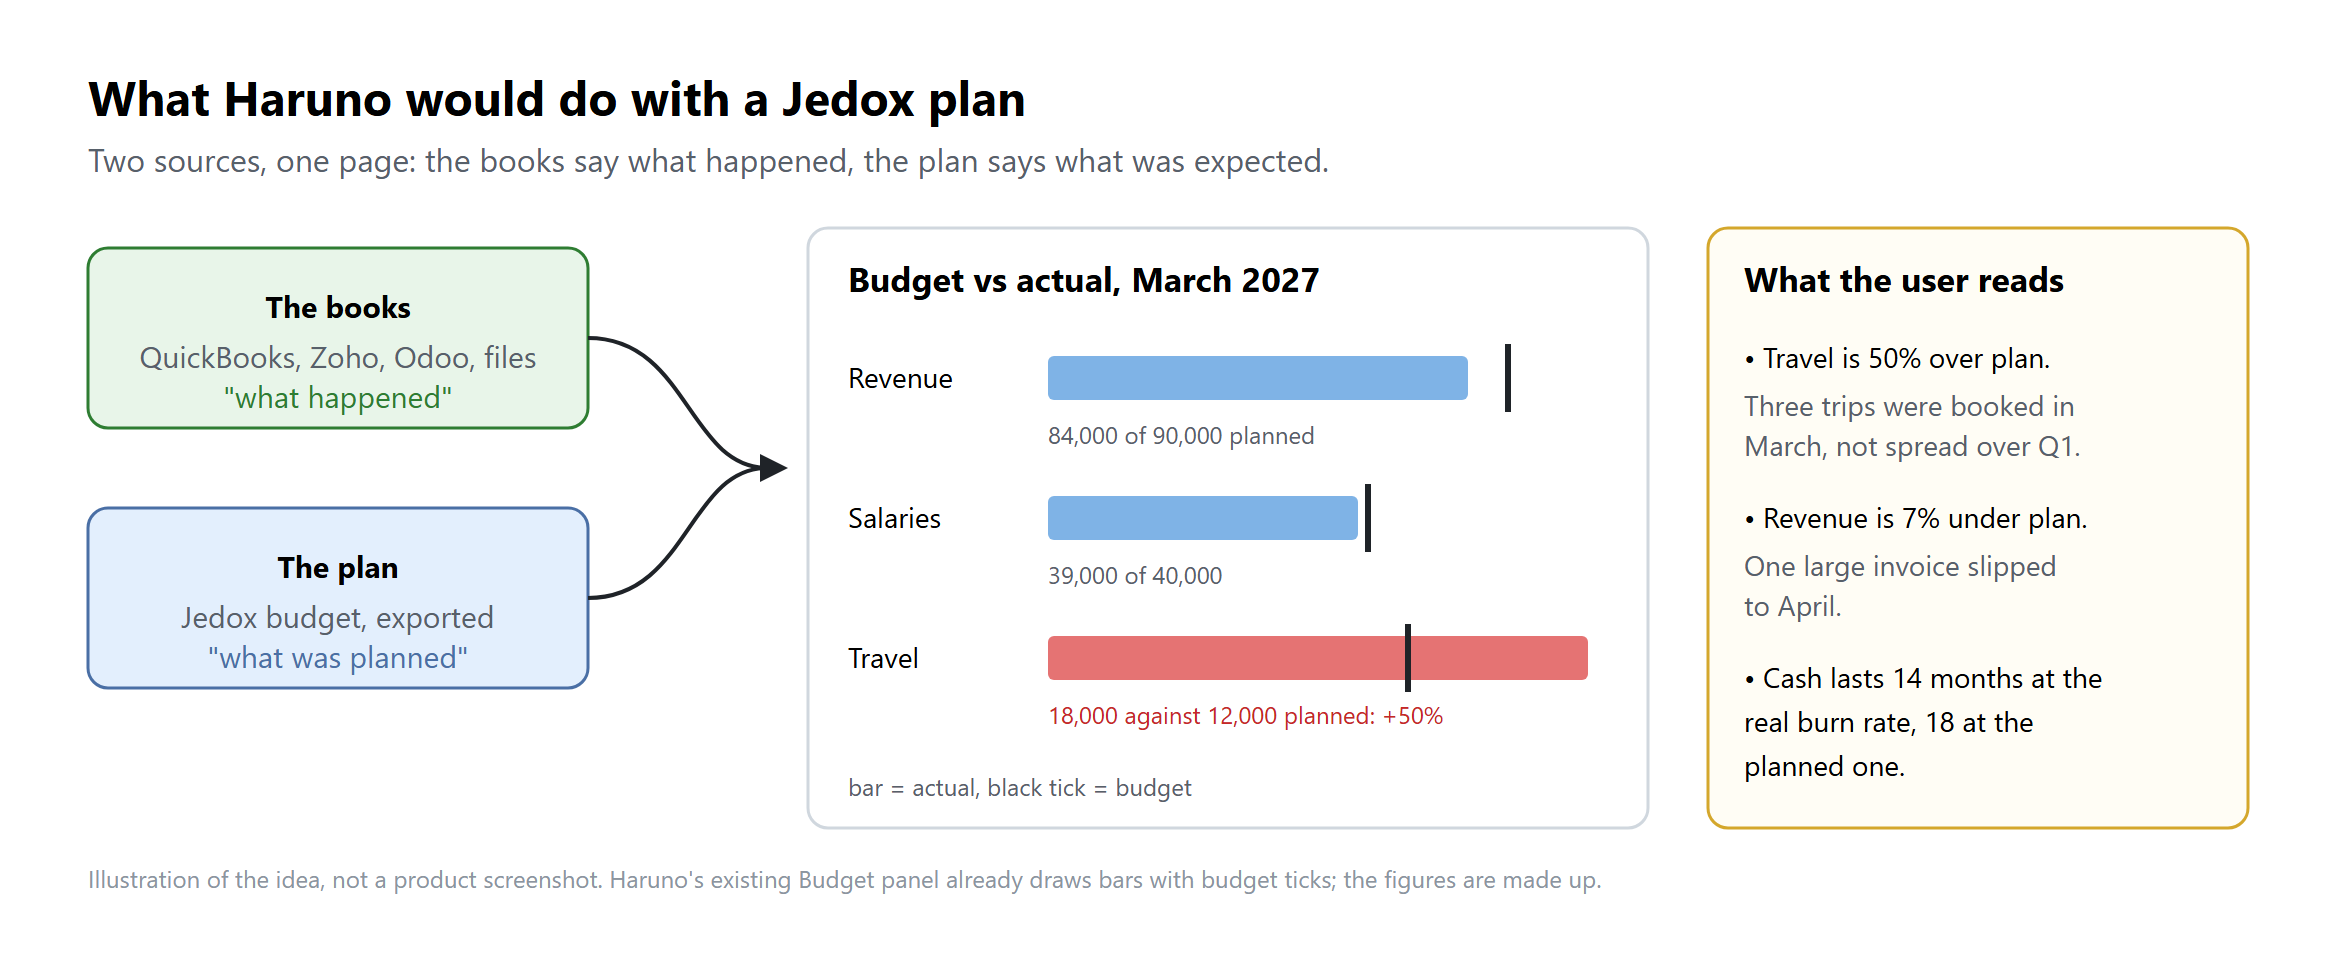 What Haruno would do with a Jedox plan
Two sources, one page: the books say what happened, the plan says what was expected.
The books
QuickBooks, Zoho, Odoo, files
"what happened"
The plan
Jedox budget, exported
"what was planned"
Budget vs actual, March 2027
Revenue
84,000 of 90,000 planned
Salaries
39,000 of 40,000
Travel
18,000 against 12,000 planned: +50%
bar = actual, black tick = budget
What the user reads
• Travel is 50% over plan.
Three trips were booked in
March, not spread over Q1.
• Revenue is 7% under plan.
One large invoice slipped
to April.
• Cash lasts 14 months at the
real burn rate, 18 at the
planned one.
Illustration of the idea, not a product screenshot. Haruno's existing Budget panel already draws bars with budget ticks; the figures are made up.